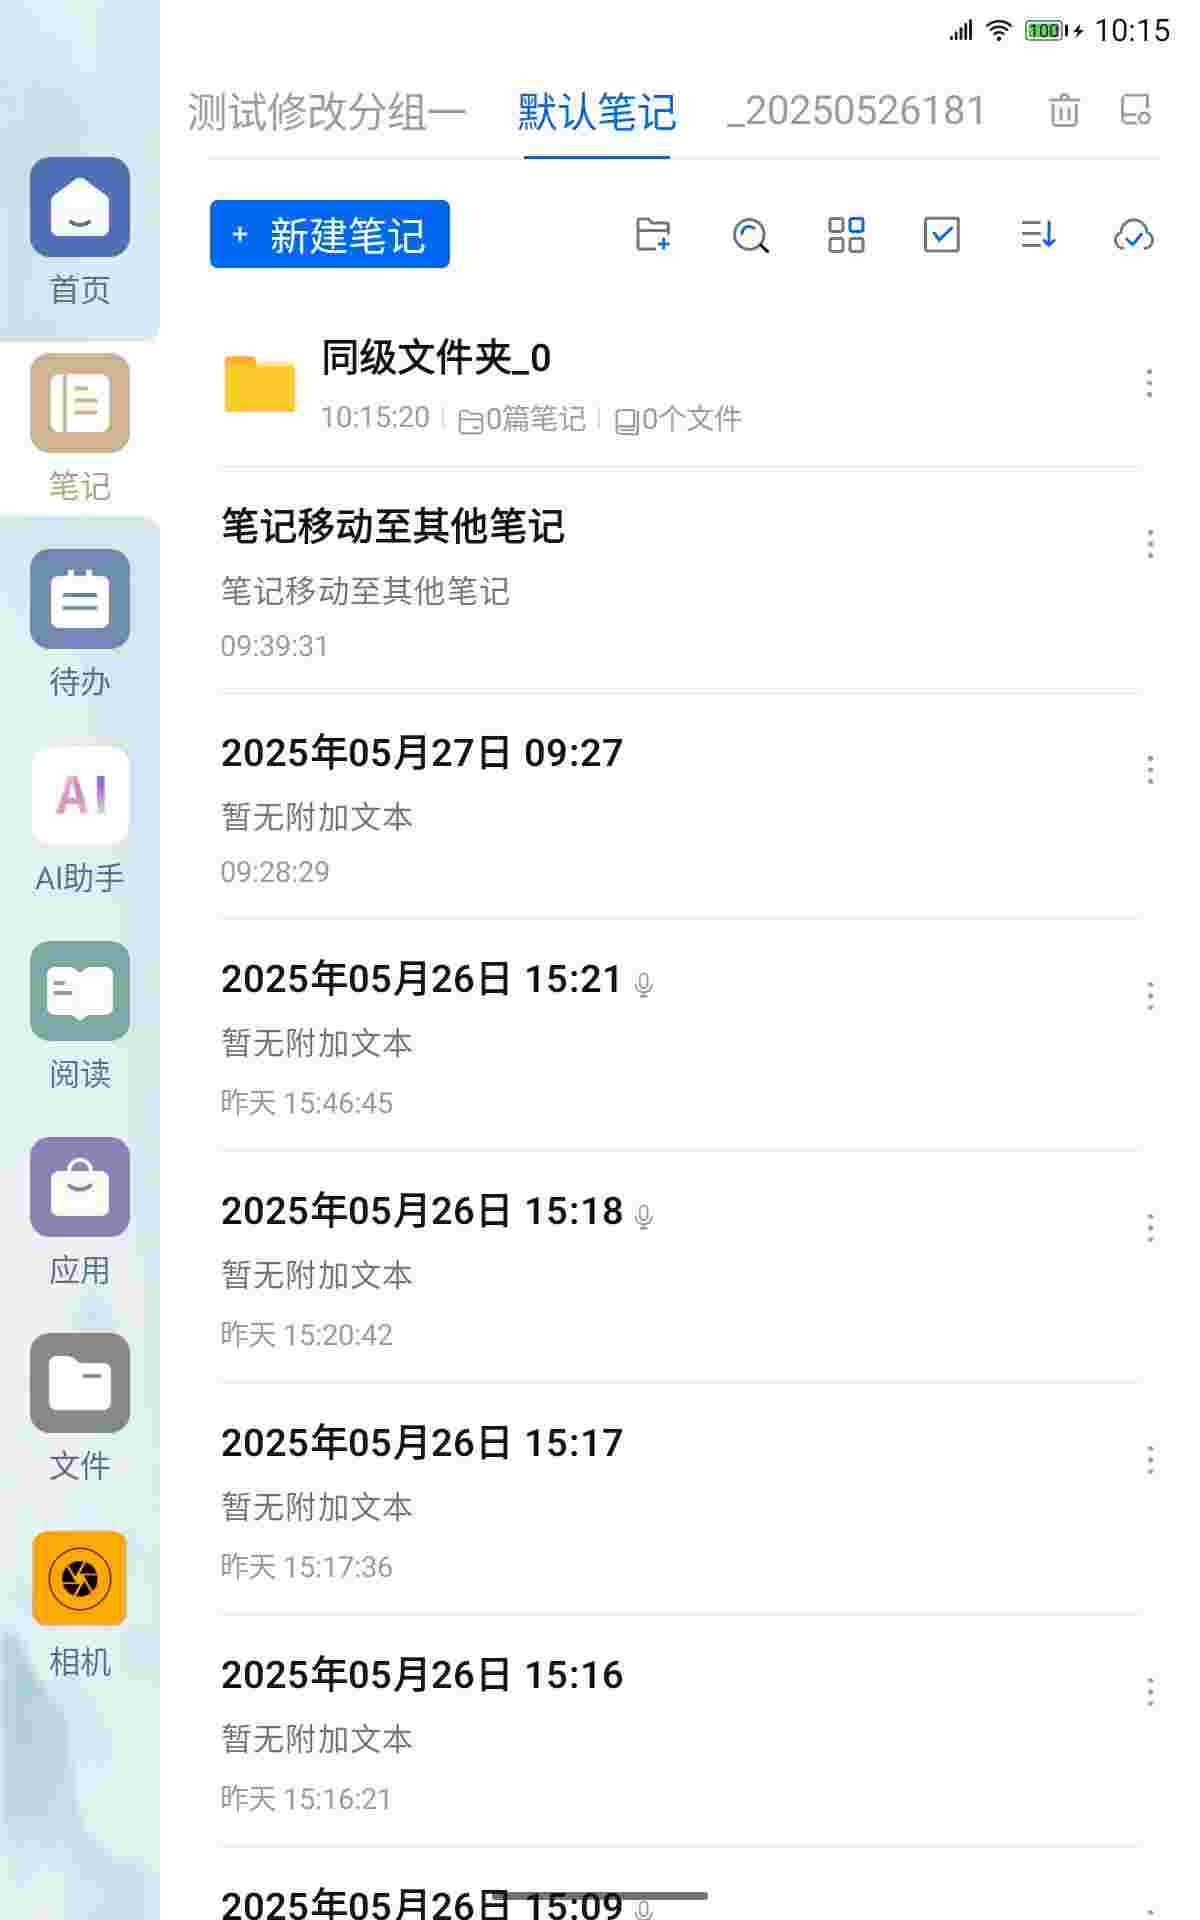 100
10:15
测试修改分组一
默认笔记
_20250526181
+ 新建笔记
首页
笔记
待办
AI
AI助手
阅读
应用
文件
相机
同级文件夹_0
10:15:20 0篇笔记 0个文件
笔记移动至其他笔记
笔记移动至其他笔记
09:39:31
2025年05月27日 09:27
暂无附加文本
09:28:29
2025年05月26日 15:21
暂无附加文本
昨天 15:46:45
2025年05月26日 15:18
暂无附加文本
昨天 15:20:42
2025年05月26日 15:17
暂无附加文本
昨天 15:17:36
2025年05月26日 15:16
暂无附加文本
昨天 15:16:21
2025年05月26日 15:09